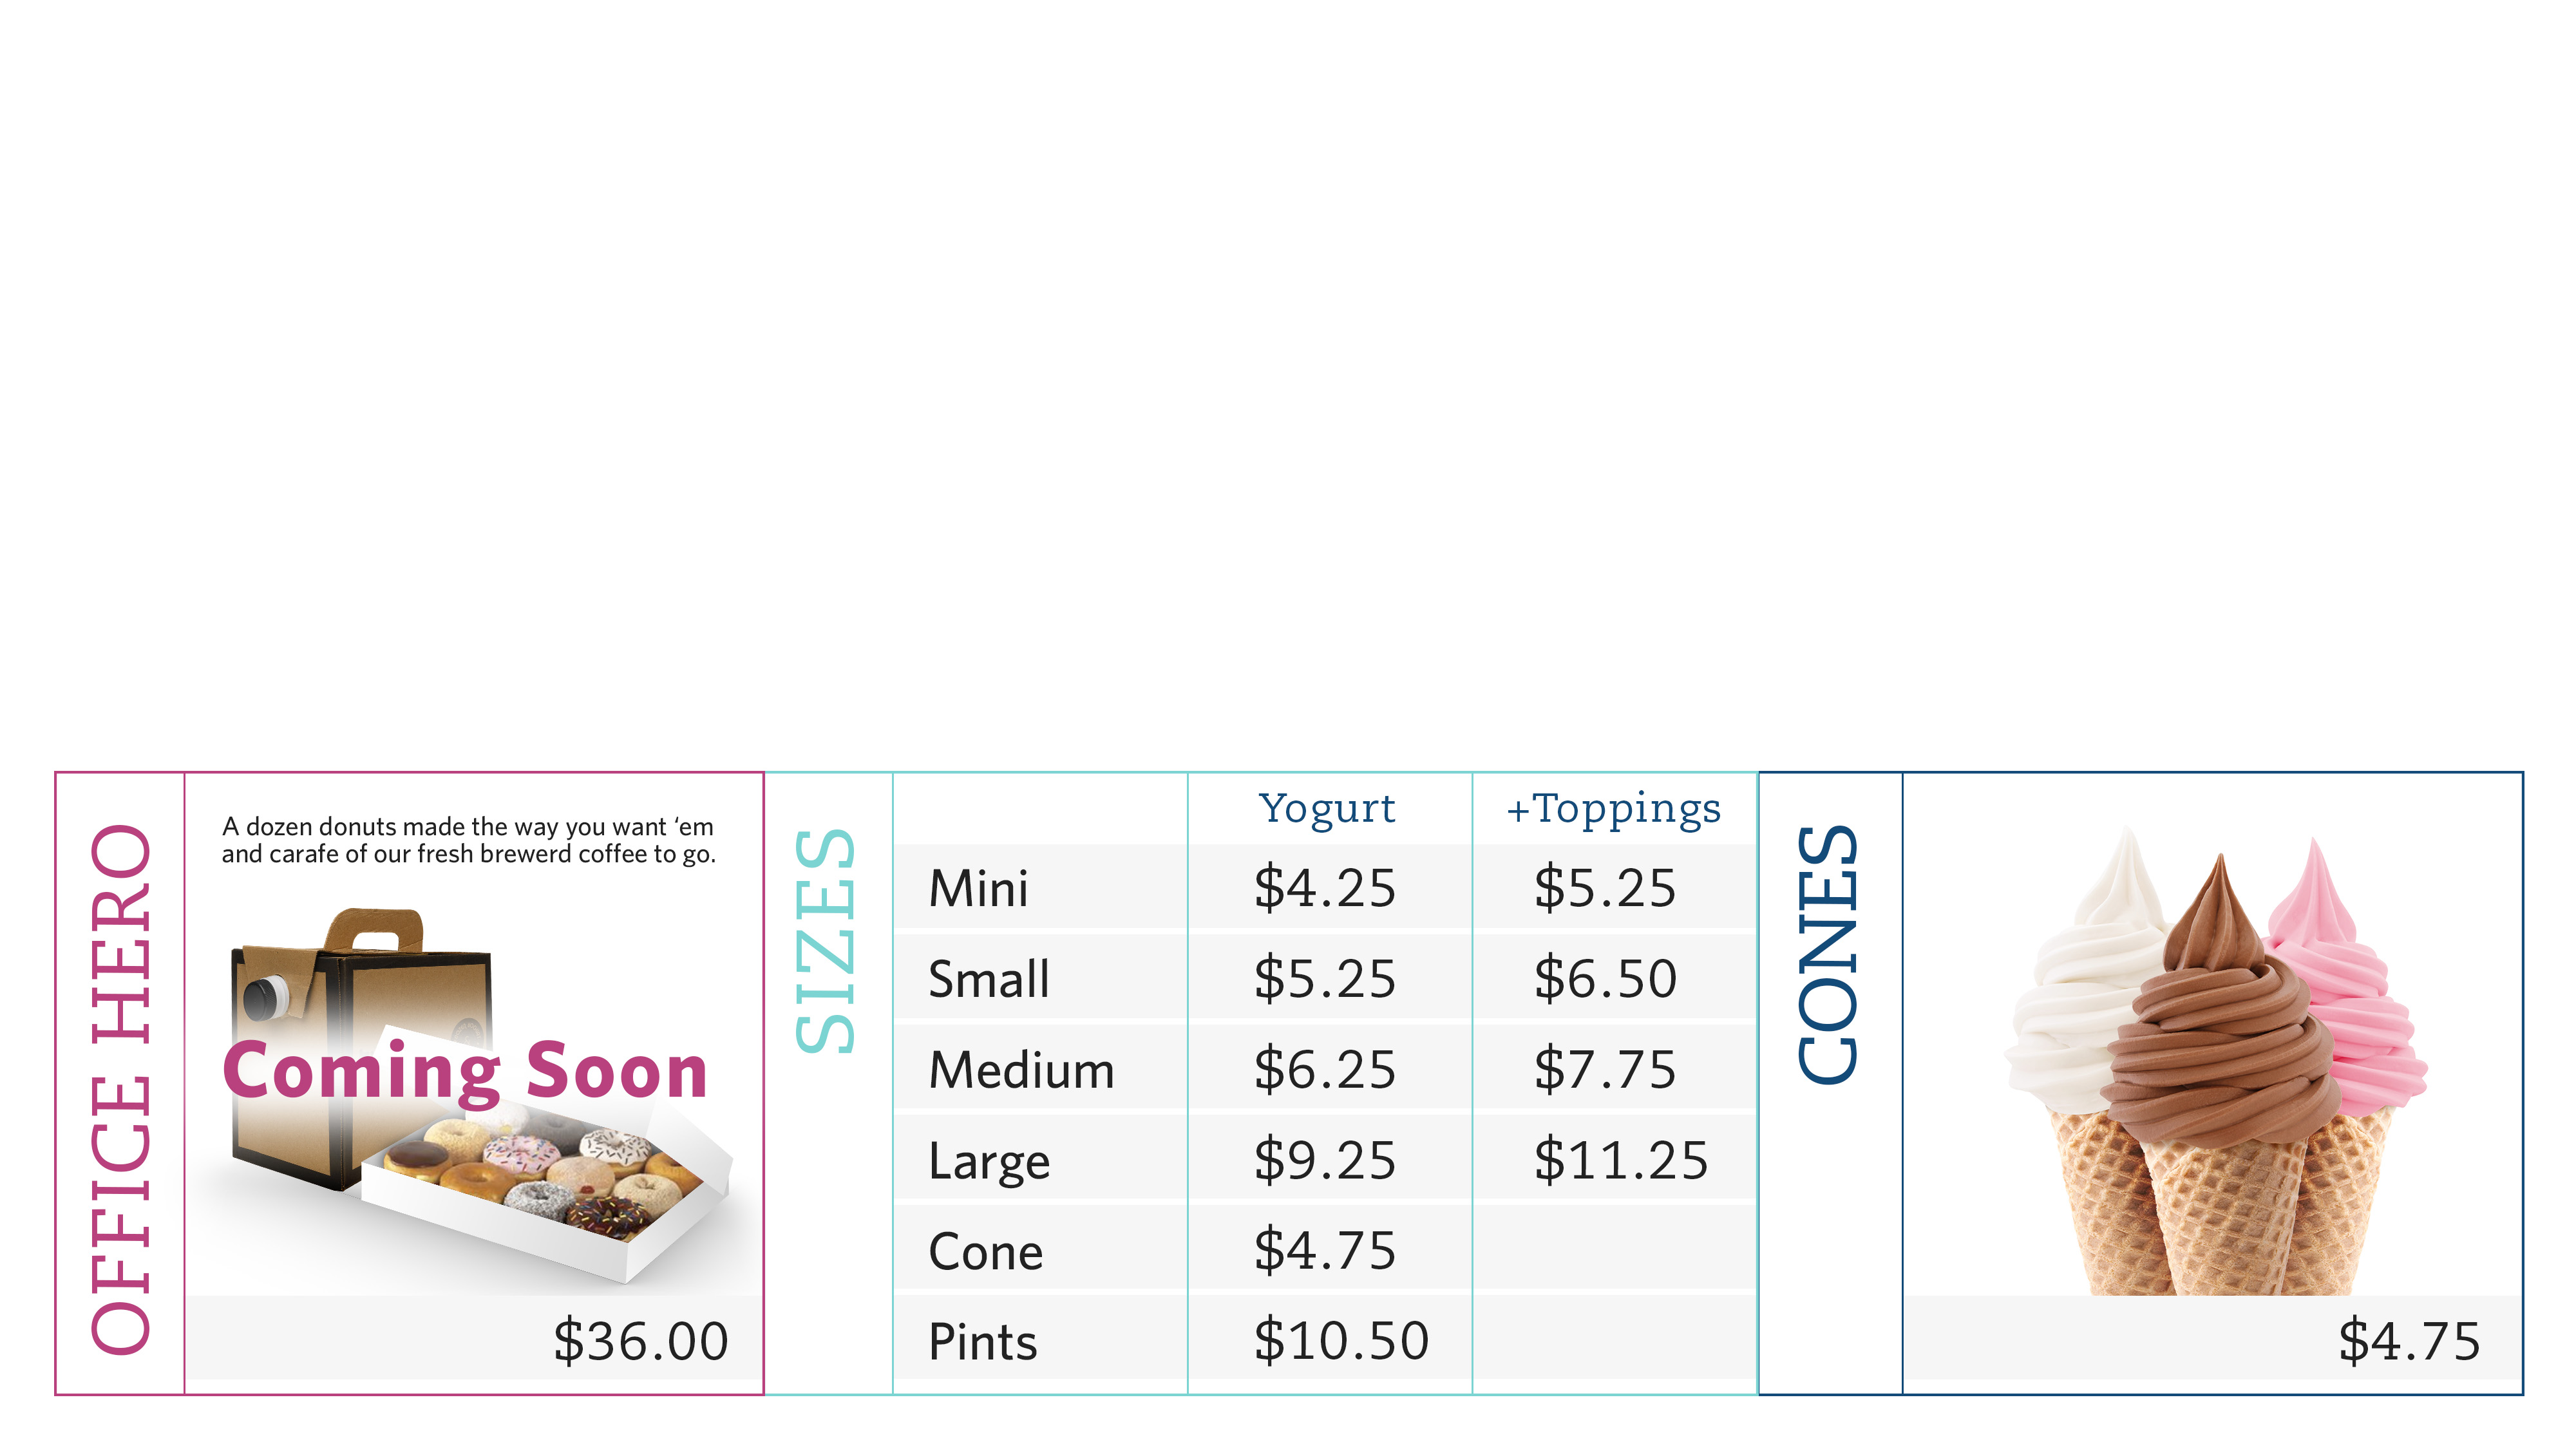 OFFICE HERO
A dozen donuts made the way you want ‘em
and carafe of our fresh brewerd coffee to go.
Coming Soon
$36.00
SIZES
Yogurt +Toppings
Mini $4.25 $5.25
Small $5.25 $6.50
Medium $6.25 $7.75
Large $9.25 $11.25
Cone $4.75
Pints $10.50
CONES
$4.75